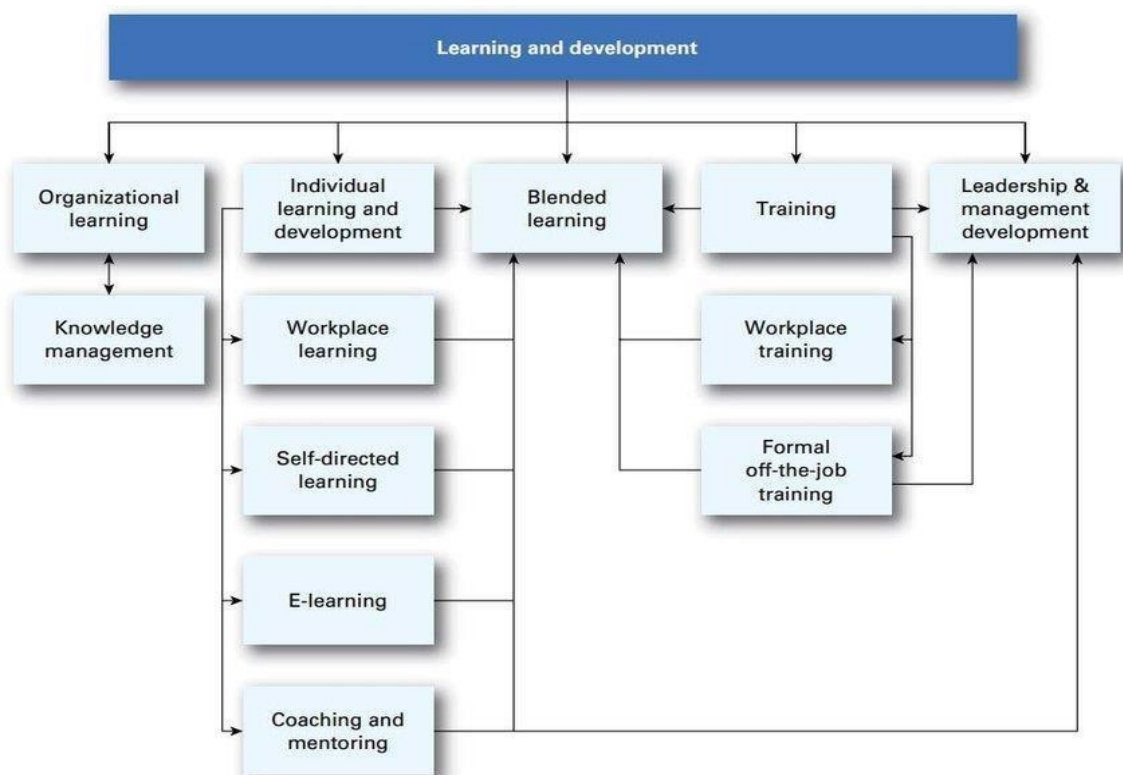 Learning and development
Organizational
learning
Individual
learning and
development
Blended
learning
Training
Leadership &
management
development
Knowledge
management
Workplace
learning
Workplace
training
Self-directed
learning
Formal
off-the-job
training
E-learning
Coaching and
mentoring